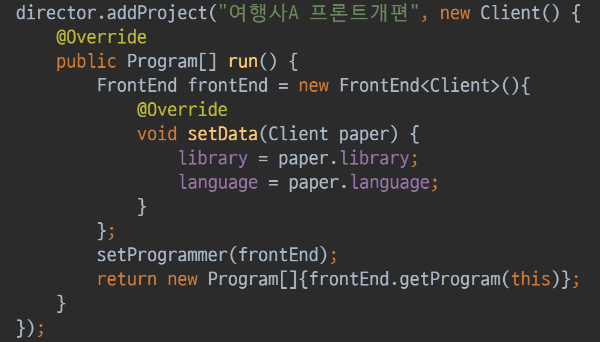 director.addProject("여행사A 프론트개편", new Client() {
    @Override
    public Program[] run() {
        FrontEnd frontEnd = new FrontEnd<Client>(){
            @Override
            void setData(Client paper) {
                library = paper.library;
                language = paper.language;
            }
        };
        setProgrammer(frontEnd);
        return new Program[]{frontEnd.getProgram(this)};
    }
});